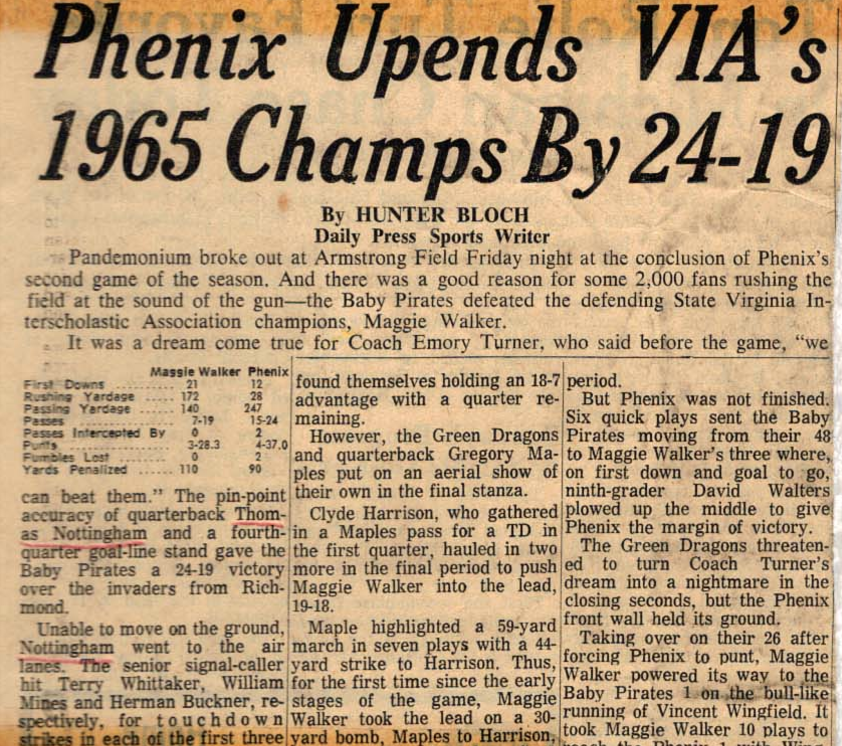 Phenix Upends VIA's
1965 Champs By 24-19
By HUNTER BLOCH
Daily Press Sports Writer
Pandemonium broke out at Armstrong Field Friday night at the conclusion of Phenix's
second game of the season. And there was a good reason for some 2,000 fans rushing the
field at the sound of the gun—the Baby Pirates defeated the defending State Virginia In-
terscholastic Association champions, Maggie Walker.
It was a dream come true for Coach Emory Turner, who said before the game, "we
Maggie Walker Phenix
First Downs .......... 21 12
Rushing Yardage ..... 172 28
Passing Yardage ..... 140 247
Passes .......... 7-19 15-24
Passes Intercepted By 0 2
Punts .......... 3-28.3 4-37.0
Fumbles Lost ........ 0 2
Yards Penalized ...... 110 90
can beat them." The pin-point
accuracy of quarterback Thom-
as Nottingham and a fourth-
quarter goal-line stand gave the
Baby Pirates a 24-19 victory
over the invaders from Rich-
mond.
Unable to move on the ground,
Nottingham went to the air
lanes. The senior signal-caller
hit Terry Whittaker, William
Mines and Herman Buckner, re-
spectively, for touchdown
strikes in each of the first three
found themselves holding an 18-7
advantage with a quarter re-
maining.
However, the Green Dragons
and quarterback Gregory Ma-
ples put on an aerial show of
their own in the final stanza.
Clyde Harrison, who gathered
in a Maples pass for a TD in
the first quarter, hauled in two
more in the final period to push
Maggie Walker into the lead,
19-18.
Maple highlighted a 59-yard
march in seven plays with a 44-
yard strike to Harrison. Thus,
for the first time since the early
stages of the game, Maggie
Walker took the lead on a 30-
yard bomb, Maples to Harrison,
period.
But Phenix was not finished.
Six quick plays sent the Baby
Pirates moving from their 48
to Maggie Walker's three where,
on first down and goal to go,
ninth-grader David Walters
plowed up the middle to give
Phenix the margin of victory.
The Green Dragons threaten-
ed to turn Coach Turner's
dream into a nightmare in the
closing seconds, but the Phenix
front wall held its ground.
Taking over on their 26 after
forcing Phenix to punt, Maggie
Walker powered its way to the
Baby Pirates 1 on the bull-like
running of Vincent Wingfield. It
took Maggie Walker 10 plays to